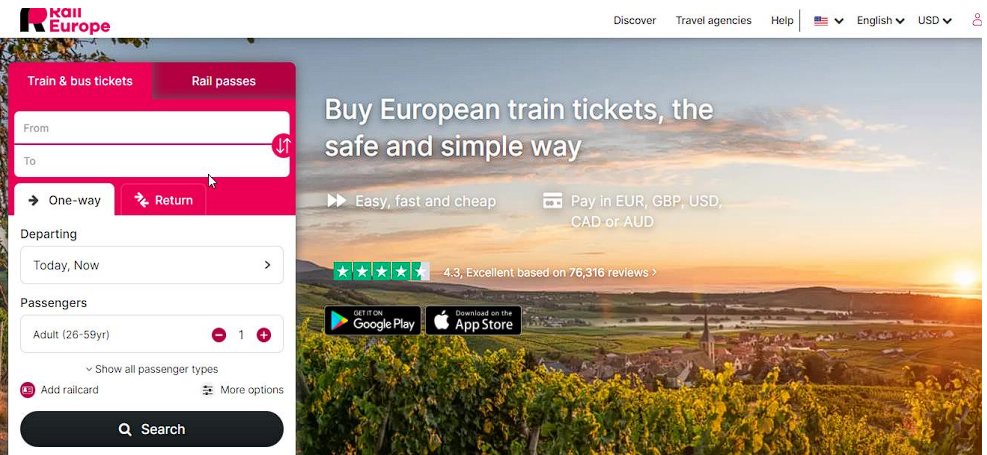 Rail
Europe
Discover
Travel agencies
Help
English
USD
Train & bus tickets
Rail passes
From
To
One-way
Return
Departing
Today, Now
Passengers
Adult (26-59yr)
1
Show all passenger types
Add railcard
More options
Search
Buy European train tickets, the
safe and simple way
Easy, fast and cheap
Pay in EUR, GBP, USD,
CAD or AUD
4.3, Excellent based on 76,316 reviews
GET IT ON
Google Play
Download on the
App Store